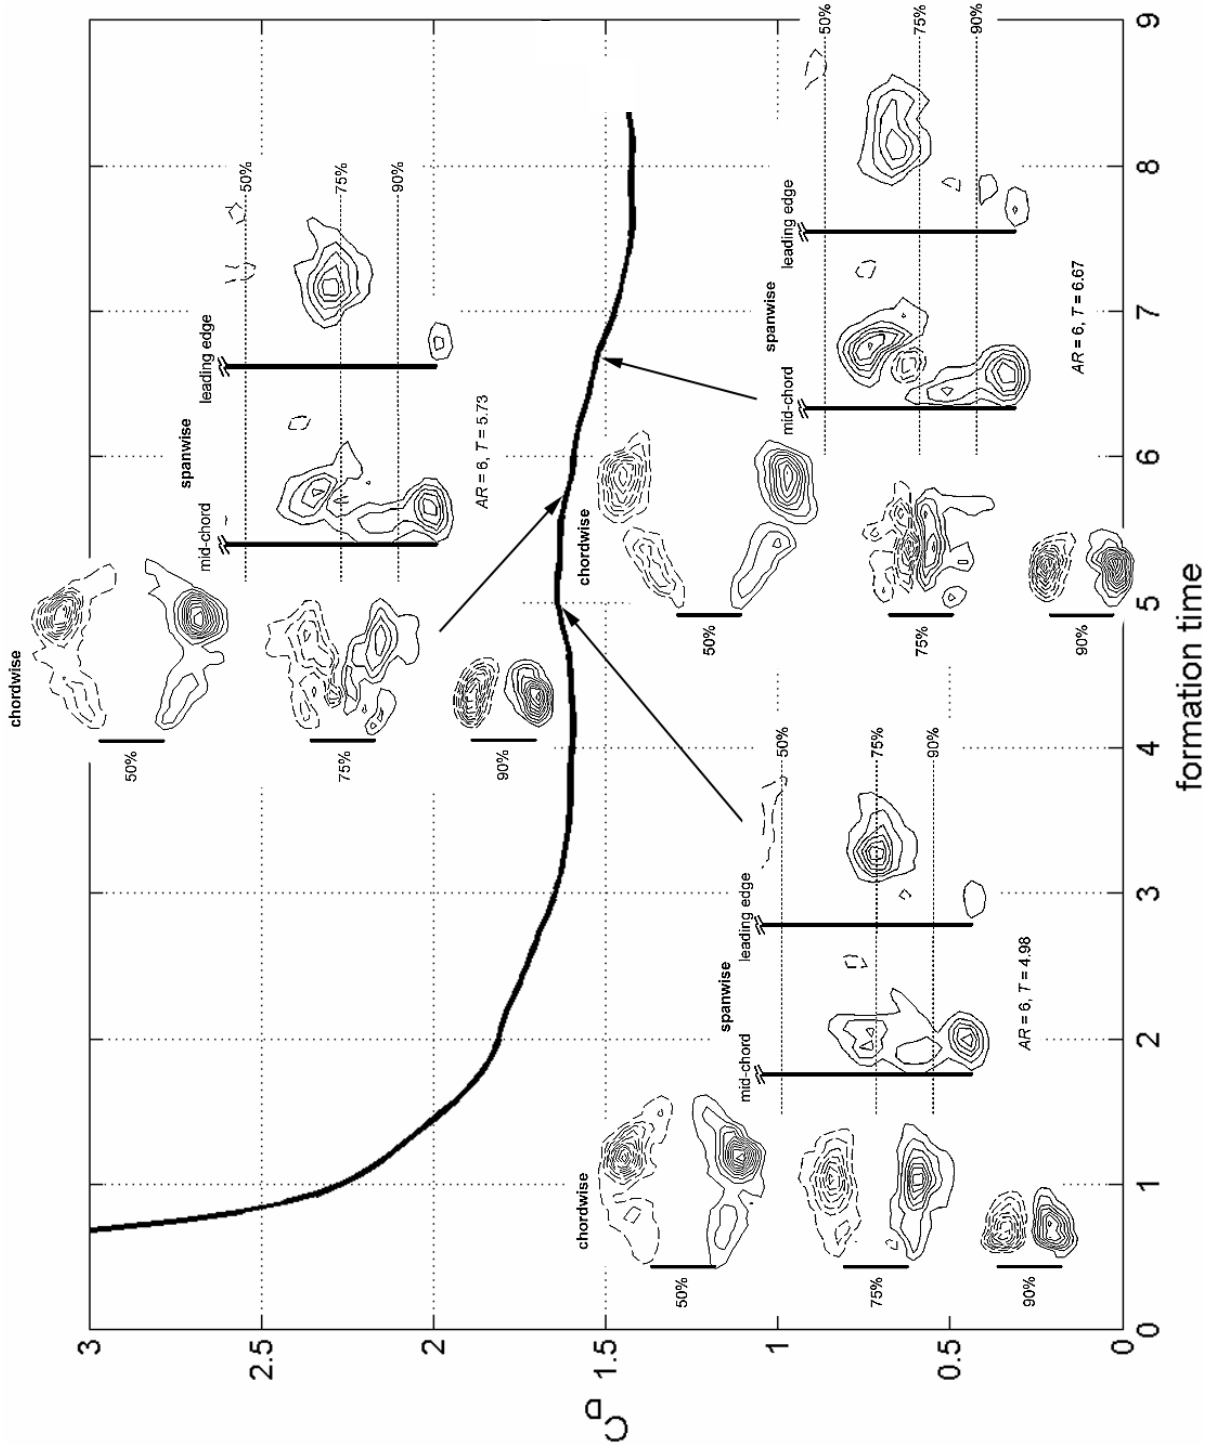 chordwise
50%
75%
90%
spanwise
mid-chord
leading edge
50%
75%
90%
AR = 6, T = 5.73
chordwise
50%
75%
90%
spanwise
mid-chord
leading edge
50%
75%
90%
AR = 6, T = 4.98
chordwise
50%
75%
90%
spanwise
mid-chord
leading edge
50%
75%
90%
AR = 6, T = 6.67
C_D
3
2.5
2
1.5
1
0.5
0
0
1
2
3
4
5
6
7
8
9
formation time